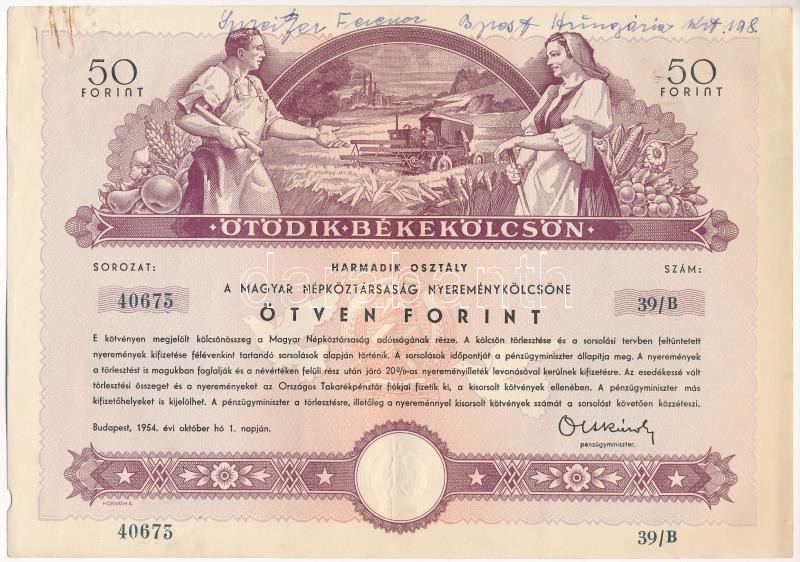 Spreitzer Ferenc Bpest Hungária krt. 198.
50 FORINT
50 FORINT
· ÖTÖDIK · BÉKEKÖLCSÖN ·
SOROZAT: HARMADIK OSZTÁLY SZÁM:
40675 A MAGYAR NÉPKÖZTÁRSASÁG NYEREMÉNYKÖLCSÖNE 39/B
ÖTVEN FORINT
E kötvényen megjelölt kölcsönösszeg a Magyar Népköztársaság adósságának része. A kölcsön törlesztése és a sorsolási tervben feltüntetett
nyeremények kifizetése félévenkint tartandó sorsolások alapján történik. A sorsolások időpontját a pénzügyminiszter állapítja meg. A nyeremények
a törlesztést is magukban foglalják és a névértéken felüli rész után járó 20%-os nyereményilleték levonásával kerülnek kifizetésre. Az esedékessé vált
törlesztési összeget és a nyereményeket az Országos Takarékpénztár fiókjai fizetik ki, a kisorsolt kötvények ellenében. A pénzügyminiszter más
kifizetőhelyeket is kijelölhet. A pénzügyminiszter a törlesztésre, illetőleg a nyereménnyel kisorsolt kötvények számát a sorsolást követően közzéteszi.
Budapest, 1954. évi október hó 1. napján.
pénzügyminiszter.
HORVÁTH E.
40675 39/B